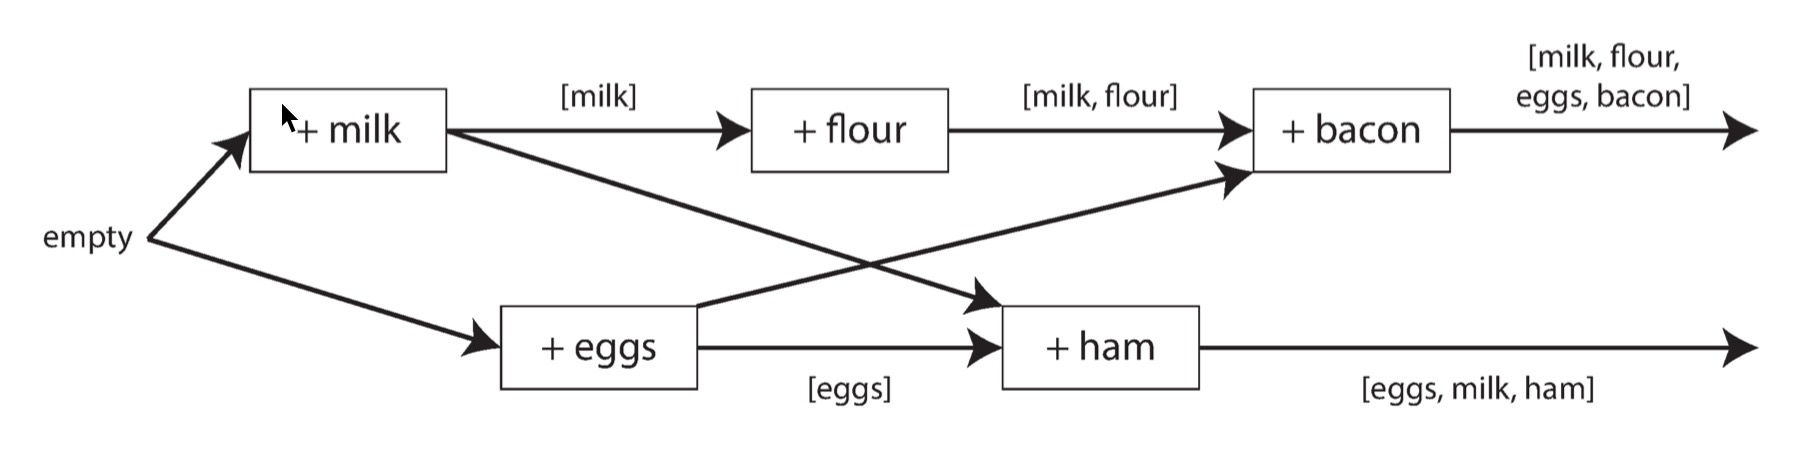 [milk, flour,
eggs, bacon]
[milk]
[milk, flour]
+ milk
+ flour
+ bacon
empty
+ eggs
+ ham
[eggs]
[eggs, milk, ham]